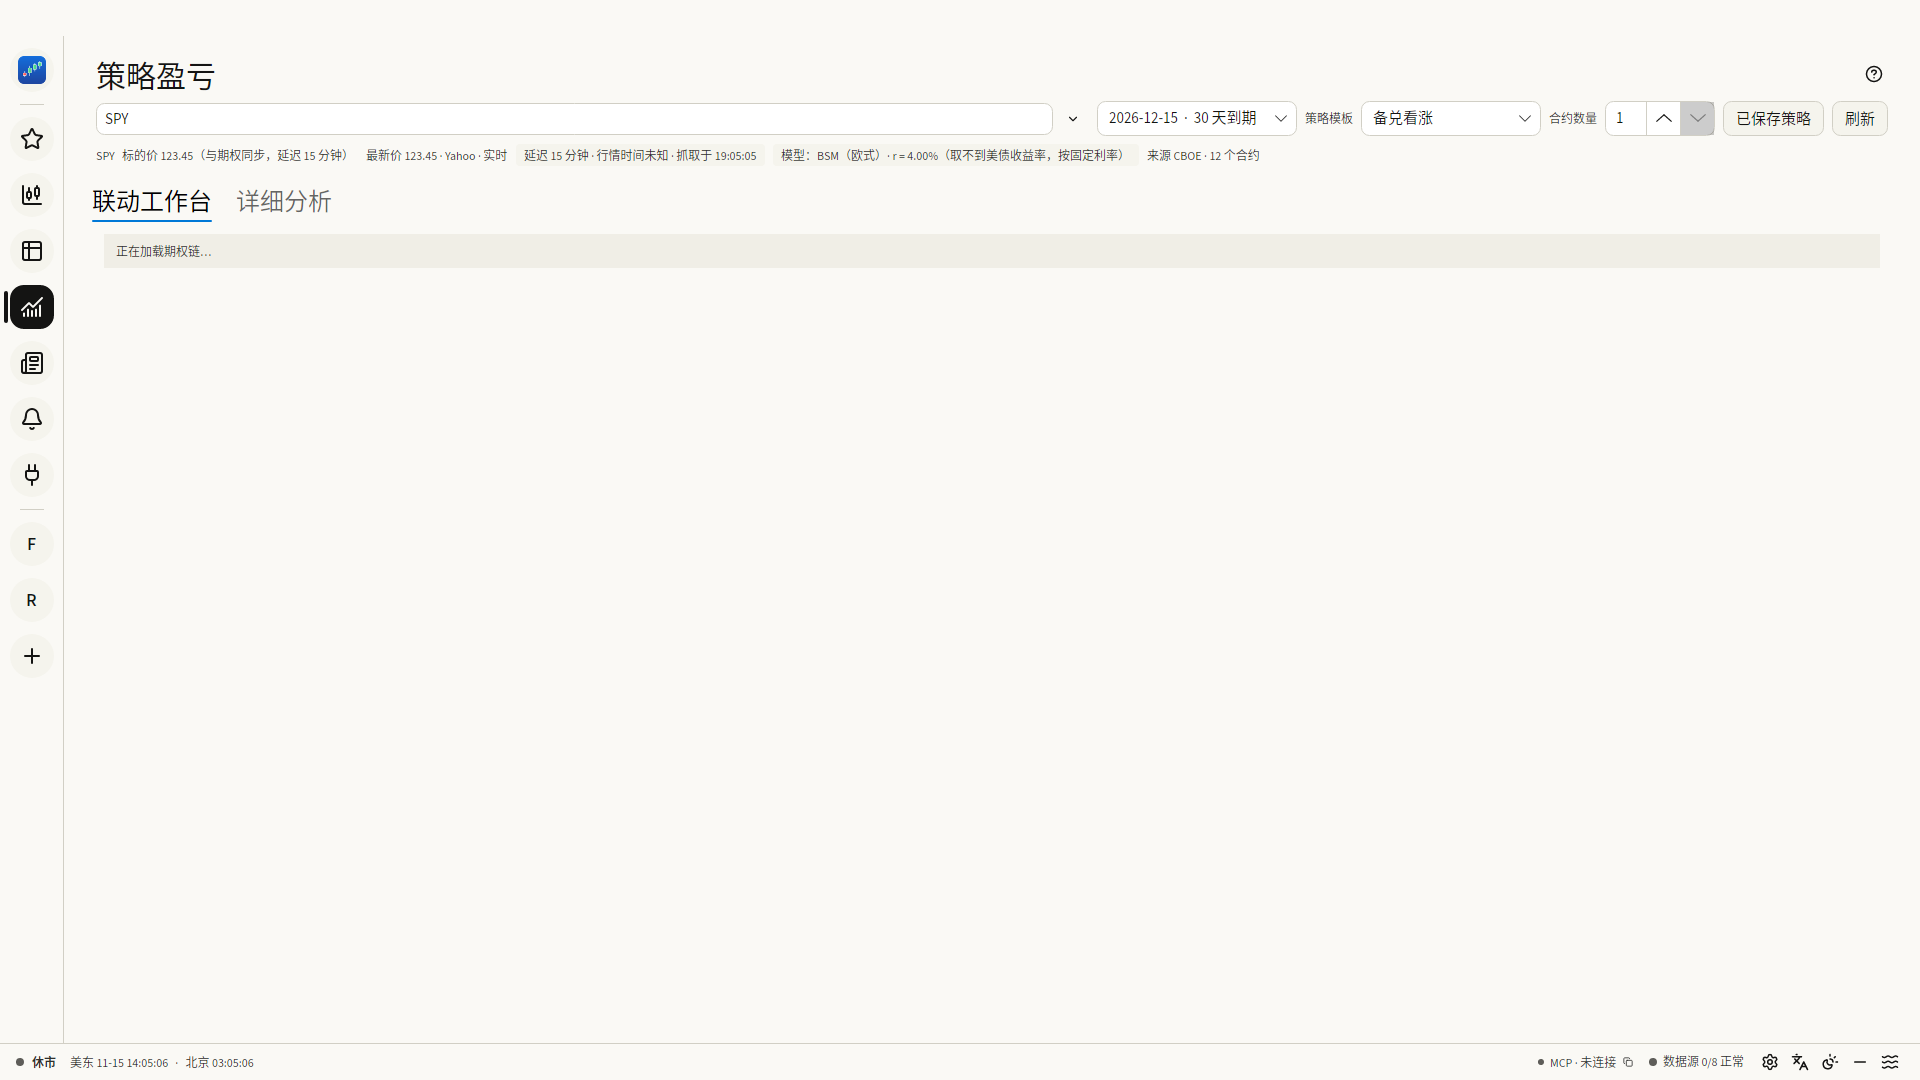 策略盈亏
SPY
2026-12-15 · 30 天到期
策略模板
备兑看涨
合约数量
1
已保存策略
刷新
SPY 标的价 123.45（与期权同步，延迟 15 分钟） 最新价 123.45 · Yahoo · 实时 延迟 15 分钟 · 行情时间未知 · 抓取于 19:05:05 模型：BSM（欧式）· r = 4.00%（取不到美债收益率，按固定利率） 来源 CBOE · 12 个合约
联动工作台 详细分析
正在加载期权链...
F
R
休市 美东 11-15 14:05:06 · 北京 03:05:06
MCP · 未连接
数据源 0/8 正常